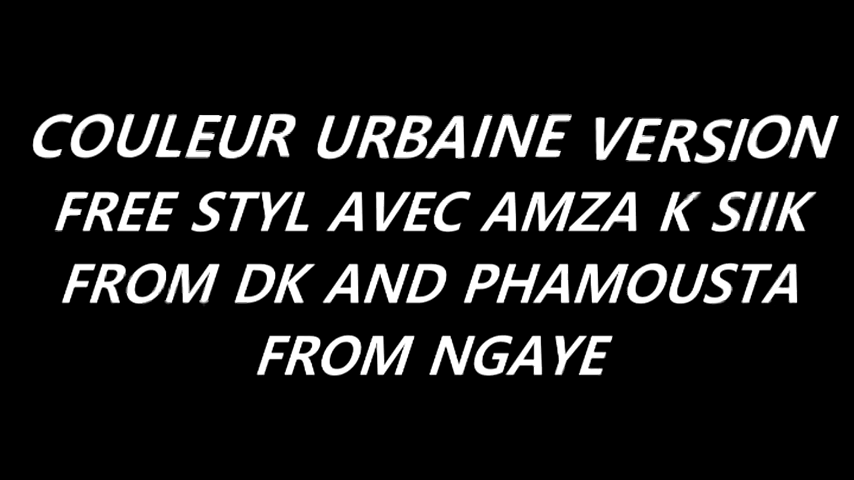 COULEUR URBAINE VERSION
FREE STYL AVEC AMZA K SIIK
FROM DK AND PHAMOUSTA
FROM NGAYE